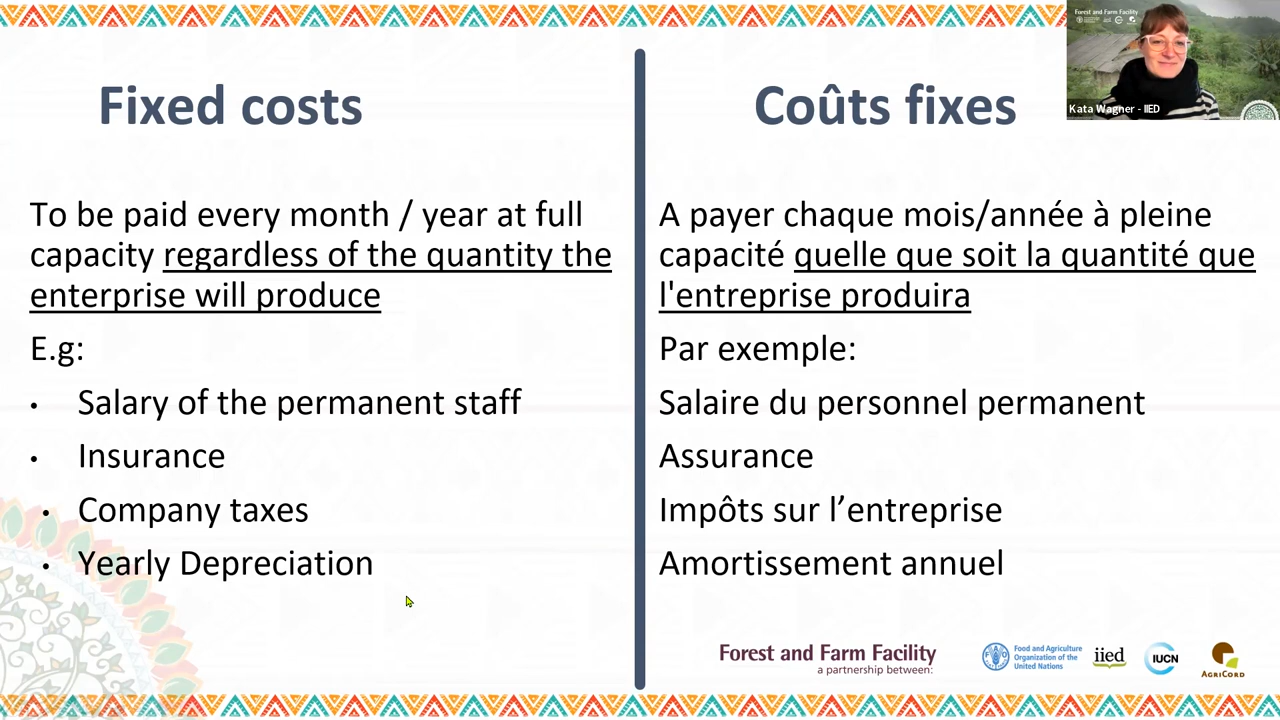 Fixed costs
To be paid every month / year at full
capacity regardless of the quantity the
enterprise will produce
E.g:
• Salary of the permanent staff
• Insurance
• Company taxes
• Yearly Depreciation
Coûts fixes
A payer chaque mois/année à pleine
capacité quelle que soit la quantité que
l'entreprise produira
Par exemple:
Salaire du personnel permanent
Assurance
Impôts sur l’entreprise
Amortissement annuel
Forest and Farm Facility
Kata Wagner - IIED
Forest and Farm Facility
a partnership between:
Food and Agriculture
Organization of the
United Nations
iied
IUCN
AGRICORD